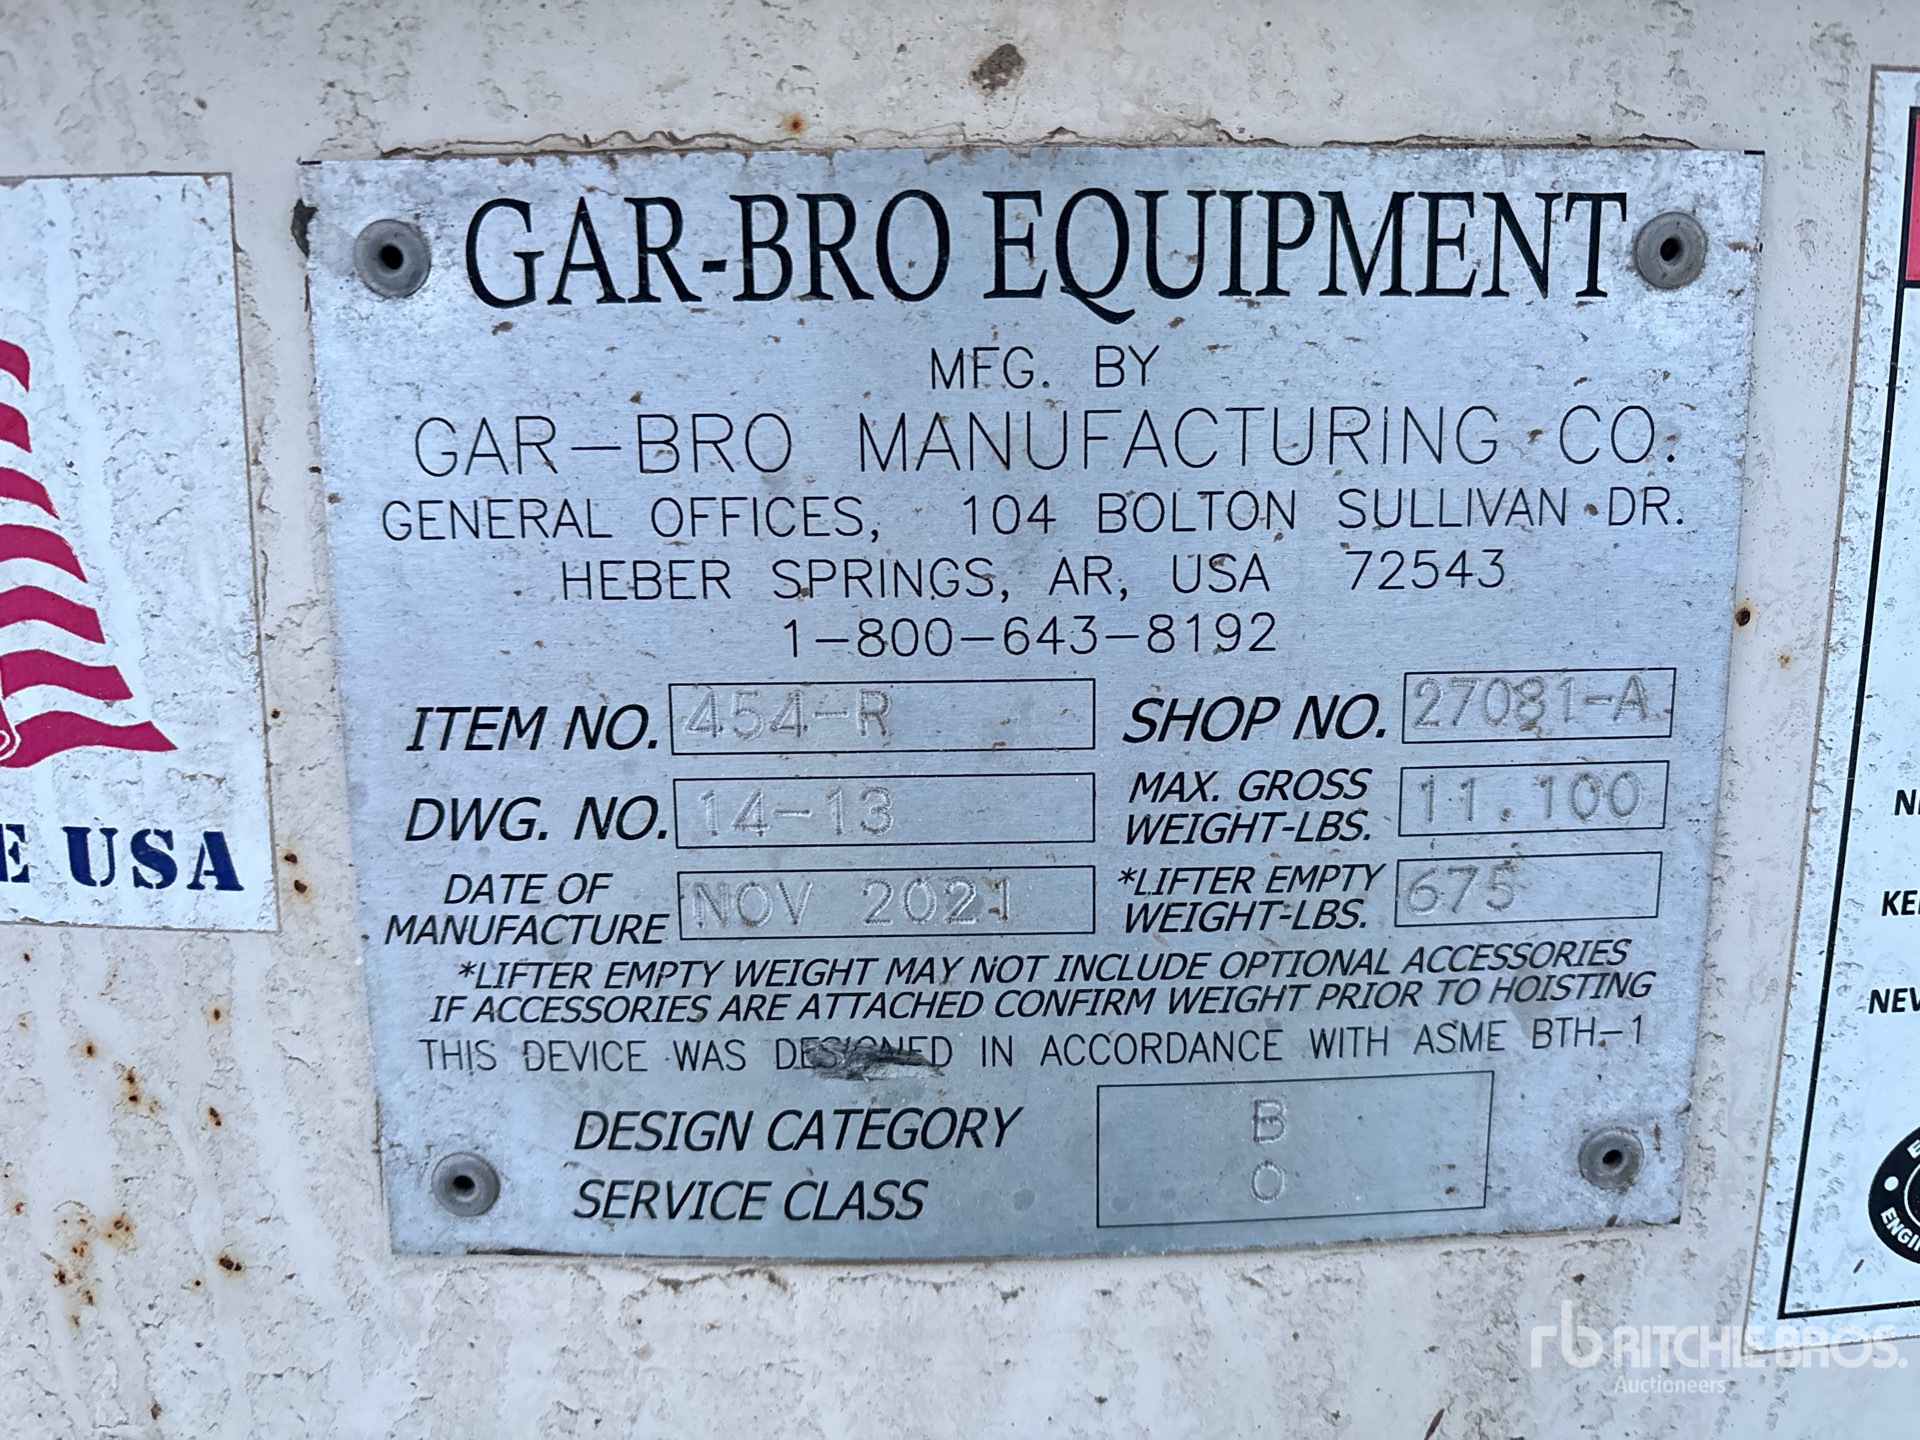 GAR-BRO EQUIPMENT
MFG. BY
GAR-BRO MANUFACTURING CO.
GENERAL OFFICES, 104 BOLTON SULLIVAN DR.
HEBER SPRINGS, AR, USA 72543
1-800-643-8192
ITEM NO. 454-R SHOP NO. 27081-A
DWG. NO. 14-13 MAX. GROSS WEIGHT-LBS. 11.100
DATE OF MANUFACTURE NOV 2021 *LIFTER EMPTY WEIGHT-LBS. 675
*LIFTER EMPTY WEIGHT MAY NOT INCLUDE OPTIONAL ACCESSORIES
IF ACCESSORIES ARE ATTACHED CONFIRM WEIGHT PRIOR TO HOISTING
THIS DEVICE WAS DESIGNED IN ACCORDANCE WITH ASME BTH-1
DESIGN CATEGORY B
SERVICE CLASS 0
USA
rb RITCHIE BROS.
Auctioneers